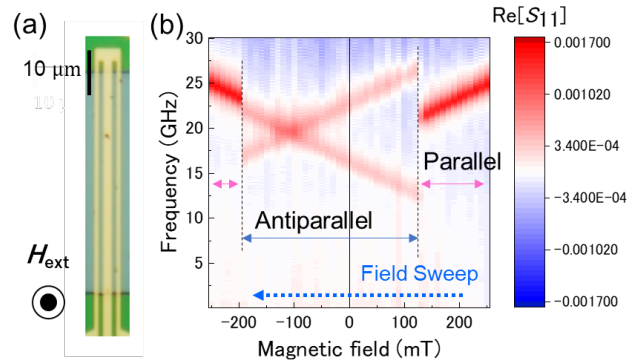 (a)
10 μm
10 μ
H_ext
(b)
Re[S11]
30
25
20
15
10
5
Frequency (GHz)
Antiparallel
Parallel
Field Sweep
-200
-100
0
100
200
Magnetic field (mT)
0.001700
0.001020
3.400E-04
-3.400E-04
-0.001020
-0.001700